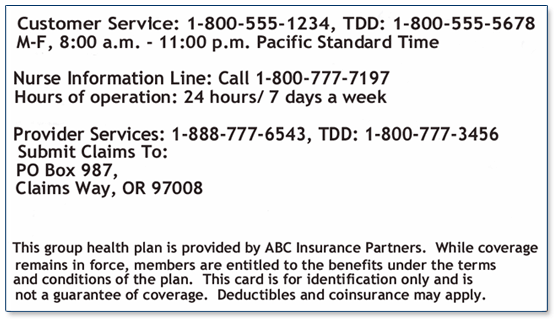 Customer Service: 1-800-555-1234, TDD: 1-800-555-5678
M-F, 8:00 a.m. - 11:00 p.m. Pacific Standard Time
Nurse Information Line: Call 1-800-777-7197
Hours of operation: 24 hours/ 7 days a week
Provider Services: 1-888-777-6543, TDD: 1-800-777-3456
Submit Claims To:
PO Box 987,
Claims Way, OR 97008
This group health plan is provided by ABC Insurance Partners. While coverage
remains in force, members are entitled to the benefits under the terms
and conditions of the plan. This card is for identification only and is
not a guarantee of coverage. Deductibles and coinsurance may apply.